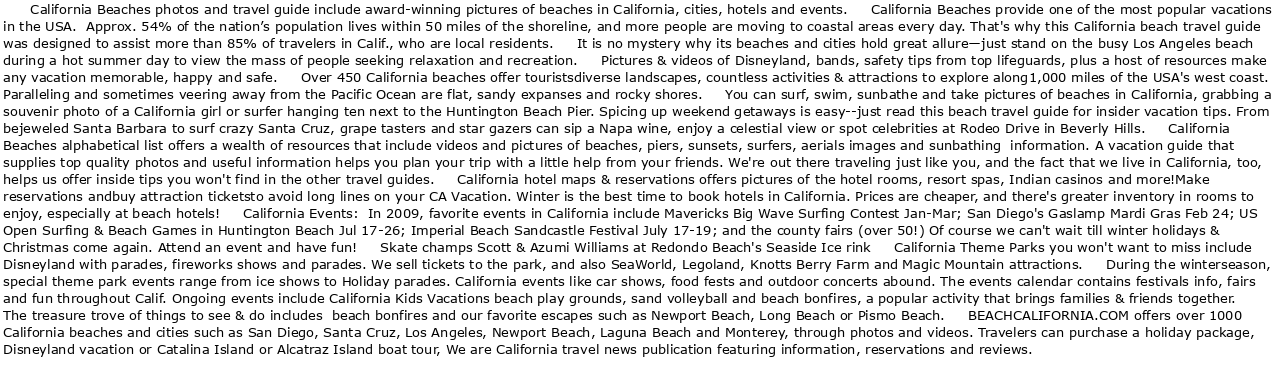 California Beaches photos and travel guide include award-winning pictures of beaches in California, cities, hotels and events.      California Beaches provide one of the most popular vacations
in the USA.  Approx. 54% of the nation’s population lives within 50 miles of the shoreline, and more people are moving to coastal areas every day. That's why this California beach travel guide
was designed to assist more than 85% of travelers in Calif., who are local residents.      It is no mystery why its beaches and cities hold great allure—just stand on the busy Los Angeles beach
during a hot summer day to view the mass of people seeking relaxation and recreation.      Pictures & videos of Disneyland, bands, safety tips from top lifeguards, plus a host of resources make
any vacation memorable, happy and safe.      Over 450 California beaches offer touristsdiverse landscapes, countless activities & attractions to explore along1,000 miles of the USA's west coast.
Paralleling and sometimes veering away from the Pacific Ocean are flat, sandy expanses and rocky shores.      You can surf, swim, sunbathe and take pictures of beaches in California, grabbing a
souvenir photo of a California girl or surfer hanging ten next to the Huntington Beach Pier. Spicing up weekend getaways is easy--just read this beach travel guide for insider vacation tips. From
bejeweled Santa Barbara to surf crazy Santa Cruz, grape tasters and star gazers can sip a Napa wine, enjoy a celestial view or spot celebrities at Rodeo Drive in Beverly Hills.      California
Beaches alphabetical list offers a wealth of resources that include videos and pictures of beaches, piers, sunsets, surfers, aerials images and sunbathing  information. A vacation guide that
supplies top quality photos and useful information helps you plan your trip with a little help from your friends. We're out there traveling just like you, and the fact that we live in California, too,
helps us offer inside tips you won't find in the other travel guides.      California hotel maps & reservations offers pictures of the hotel rooms, resort spas, Indian casinos and more!Make
reservations andbuy attraction ticketsto avoid long lines on your CA Vacation. Winter is the best time to book hotels in California. Prices are cheaper, and there's greater inventory in rooms to
enjoy, especially at beach hotels!      California Events:  In 2009, favorite events in California include Mavericks Big Wave Surfing Contest Jan-Mar; San Diego's Gaslamp Mardi Gras Feb 24; US
Open Surfing & Beach Games in Huntington Beach Jul 17-26; Imperial Beach Sandcastle Festival July 17-19; and the county fairs (over 50!) Of course we can't wait till winter holidays &
Christmas come again. Attend an event and have fun!      Skate champs Scott & Azumi Williams at Redondo Beach's Seaside Ice rink      California Theme Parks you won't want to miss include
Disneyland with parades, fireworks shows and parades. We sell tickets to the park, and also SeaWorld, Legoland, Knotts Berry Farm and Magic Mountain attractions.      During the winterseason,
special theme park events range from ice shows to Holiday parades. California events like car shows, food fests and outdoor concerts abound. The events calendar contains festivals info, fairs
and fun throughout Calif. Ongoing events include California Kids Vacations beach play grounds, sand volleyball and beach bonfires, a popular activity that brings families & friends together.
The treasure trove of things to see & do includes  beach bonfires and our favorite escapes such as Newport Beach, Long Beach or Pismo Beach.      BEACHCALIFORNIA.COM offers over 1000
California beaches and cities such as San Diego, Santa Cruz, Los Angeles, Newport Beach, Laguna Beach and Monterey, through photos and videos. Travelers can purchase a holiday package,
Disneyland vacation or Catalina Island or Alcatraz Island boat tour, We are California travel news publication featuring information, reservations and reviews.